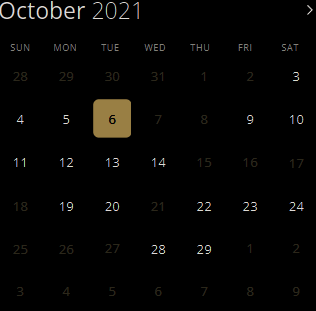 October 2021 >
SUN MON TUE WED THU FRI SAT
28 29 30 31 1 2 3
4 5 6 7 8 9 10
11 12 13 14 15 16 17
18 19 20 21 22 23 24
25 26 27 28 29 1 2
3 4 5 6 7 8 9